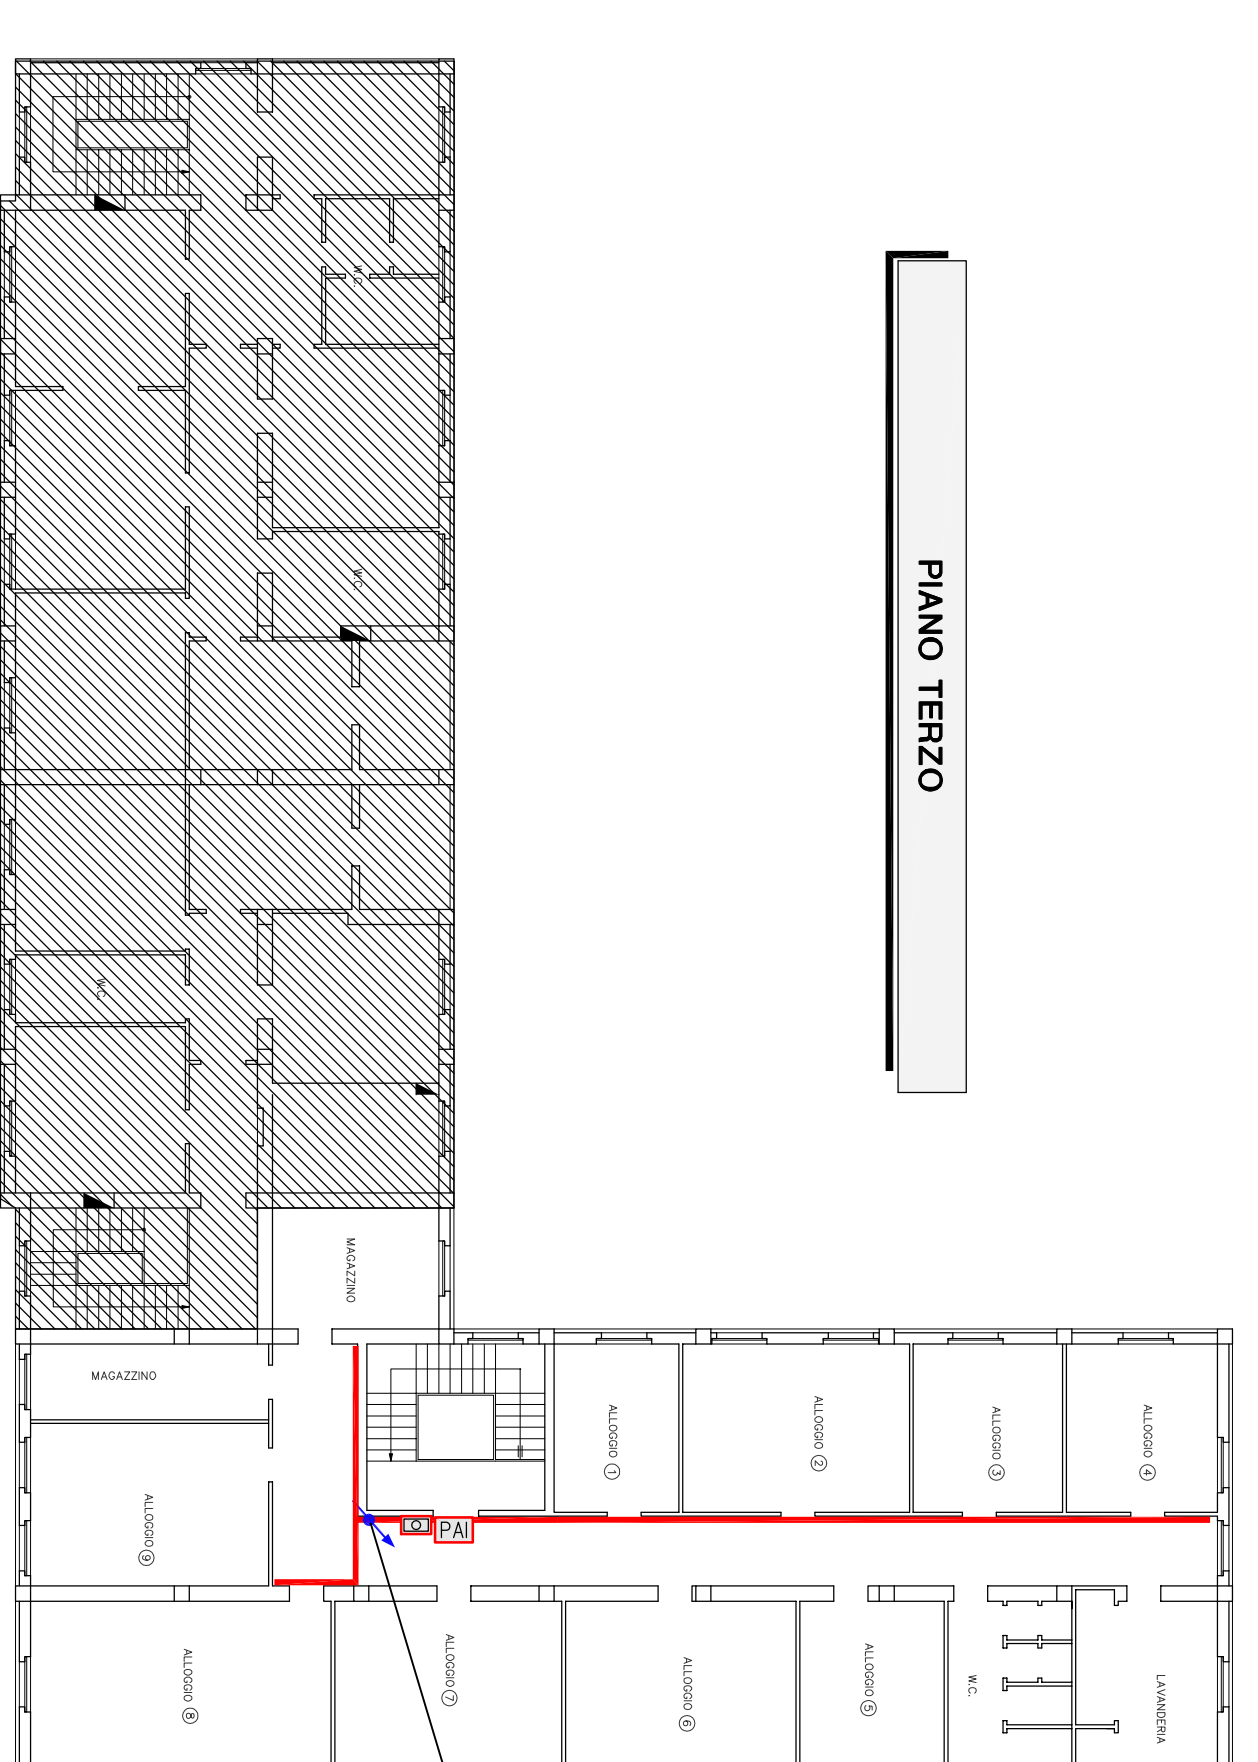 PIANO TERZO
W.C.
W.C.
W.C.
MAGAZZINO
MAGAZZINO
ALLOGGIO 1
ALLOGGIO 2
ALLOGGIO 3
ALLOGGIO 4
ALLOGGIO 9
PAI
ALLOGGIO 8
ALLOGGIO 7
ALLOGGIO 6
ALLOGGIO 5
W.C.
LAVANDERIA